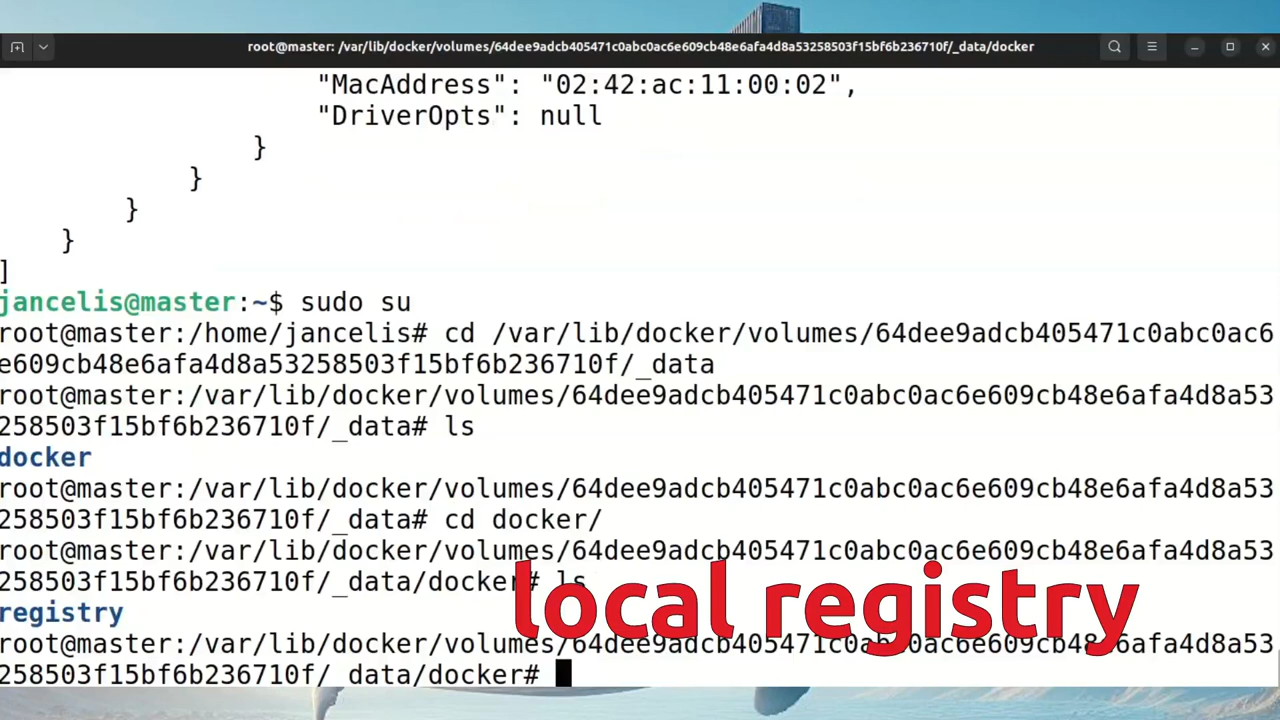 root@master: /var/lib/docker/volumes/64dee9adcb405471c0abc0ac6e609cb48e6afa4d8a53258503f15bf6b236710f/_data/docker
"MacAddress": "02:42:ac:11:00:02",
"DriverOpts": null
}
}
}
}
]
jancelis@master:~$ sudo su
root@master:/home/jancelis# cd /var/lib/docker/volumes/64dee9adcb405471c0abc0ac6
e609cb48e6afa4d8a53258503f15bf6b236710f/_data
root@master:/var/lib/docker/volumes/64dee9adcb405471c0abc0ac6e609cb48e6afa4d8a53
258503f15bf6b236710f/_data# ls
docker
root@master:/var/lib/docker/volumes/64dee9adcb405471c0abc0ac6e609cb48e6afa4d8a53
258503f15bf6b236710f/_data# cd docker/
root@master:/var/lib/docker/volumes/64dee9adcb405471c0abc0ac6e609cb48e6afa4d8a53
258503f15bf6b236710f/_data/docker# ls
registry
root@master:/var/lib/docker/volumes/64dee9adcb405471c0abc0ac6e609cb48e6afa4d8a53
258503f15bf6b236710f/_data/docker#
local registry